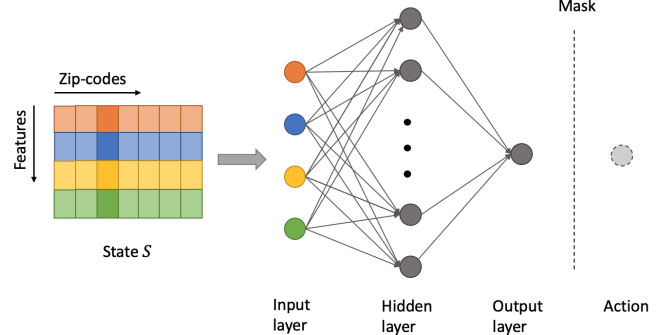 Mask
Zip-codes
Features
State S
Input
layer
Hidden
layer
Output
layer
Action